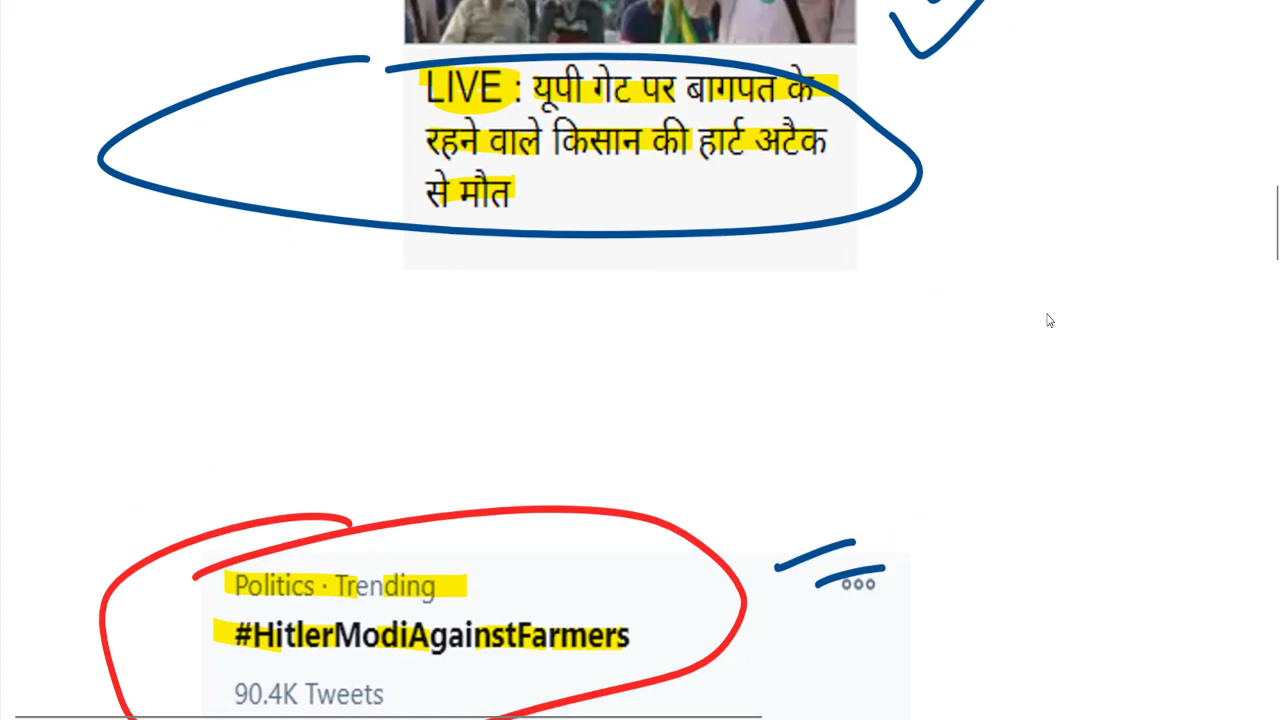 LIVE : यूपी गेट पर बागपत के
रहने वाले किसान की हार्ट अटैक
से मौत
Politics · Trending
#HitlerModiAgainstFarmers
90.4K Tweets